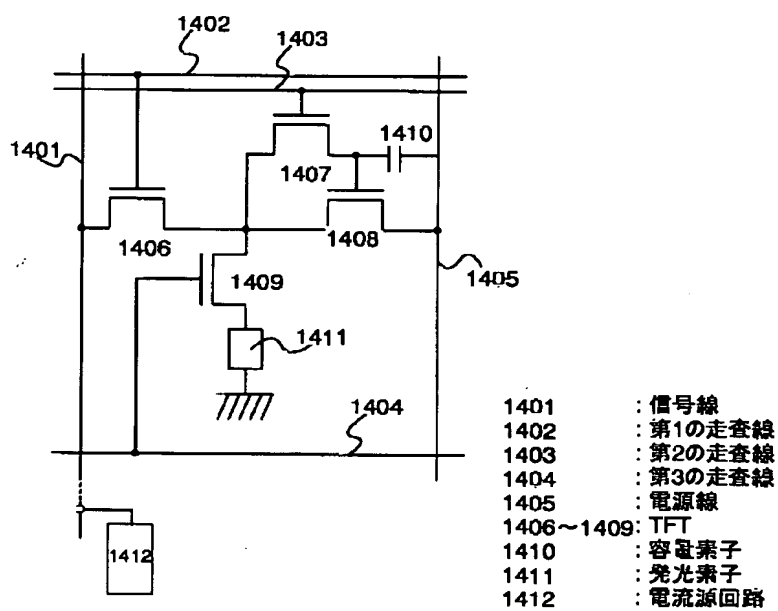 1402
1403
1401
1410
1407
1406
1408
1409
1405
1411
1404
1412
1401 : 信号線
1402 : 第1の走査線
1403 : 第2の走査線
1404 : 第3の走査線
1405 : 電源線
1406～1409: TFT
1410 : 容量素子
1411 : 発光素子
1412 : 電流源回路